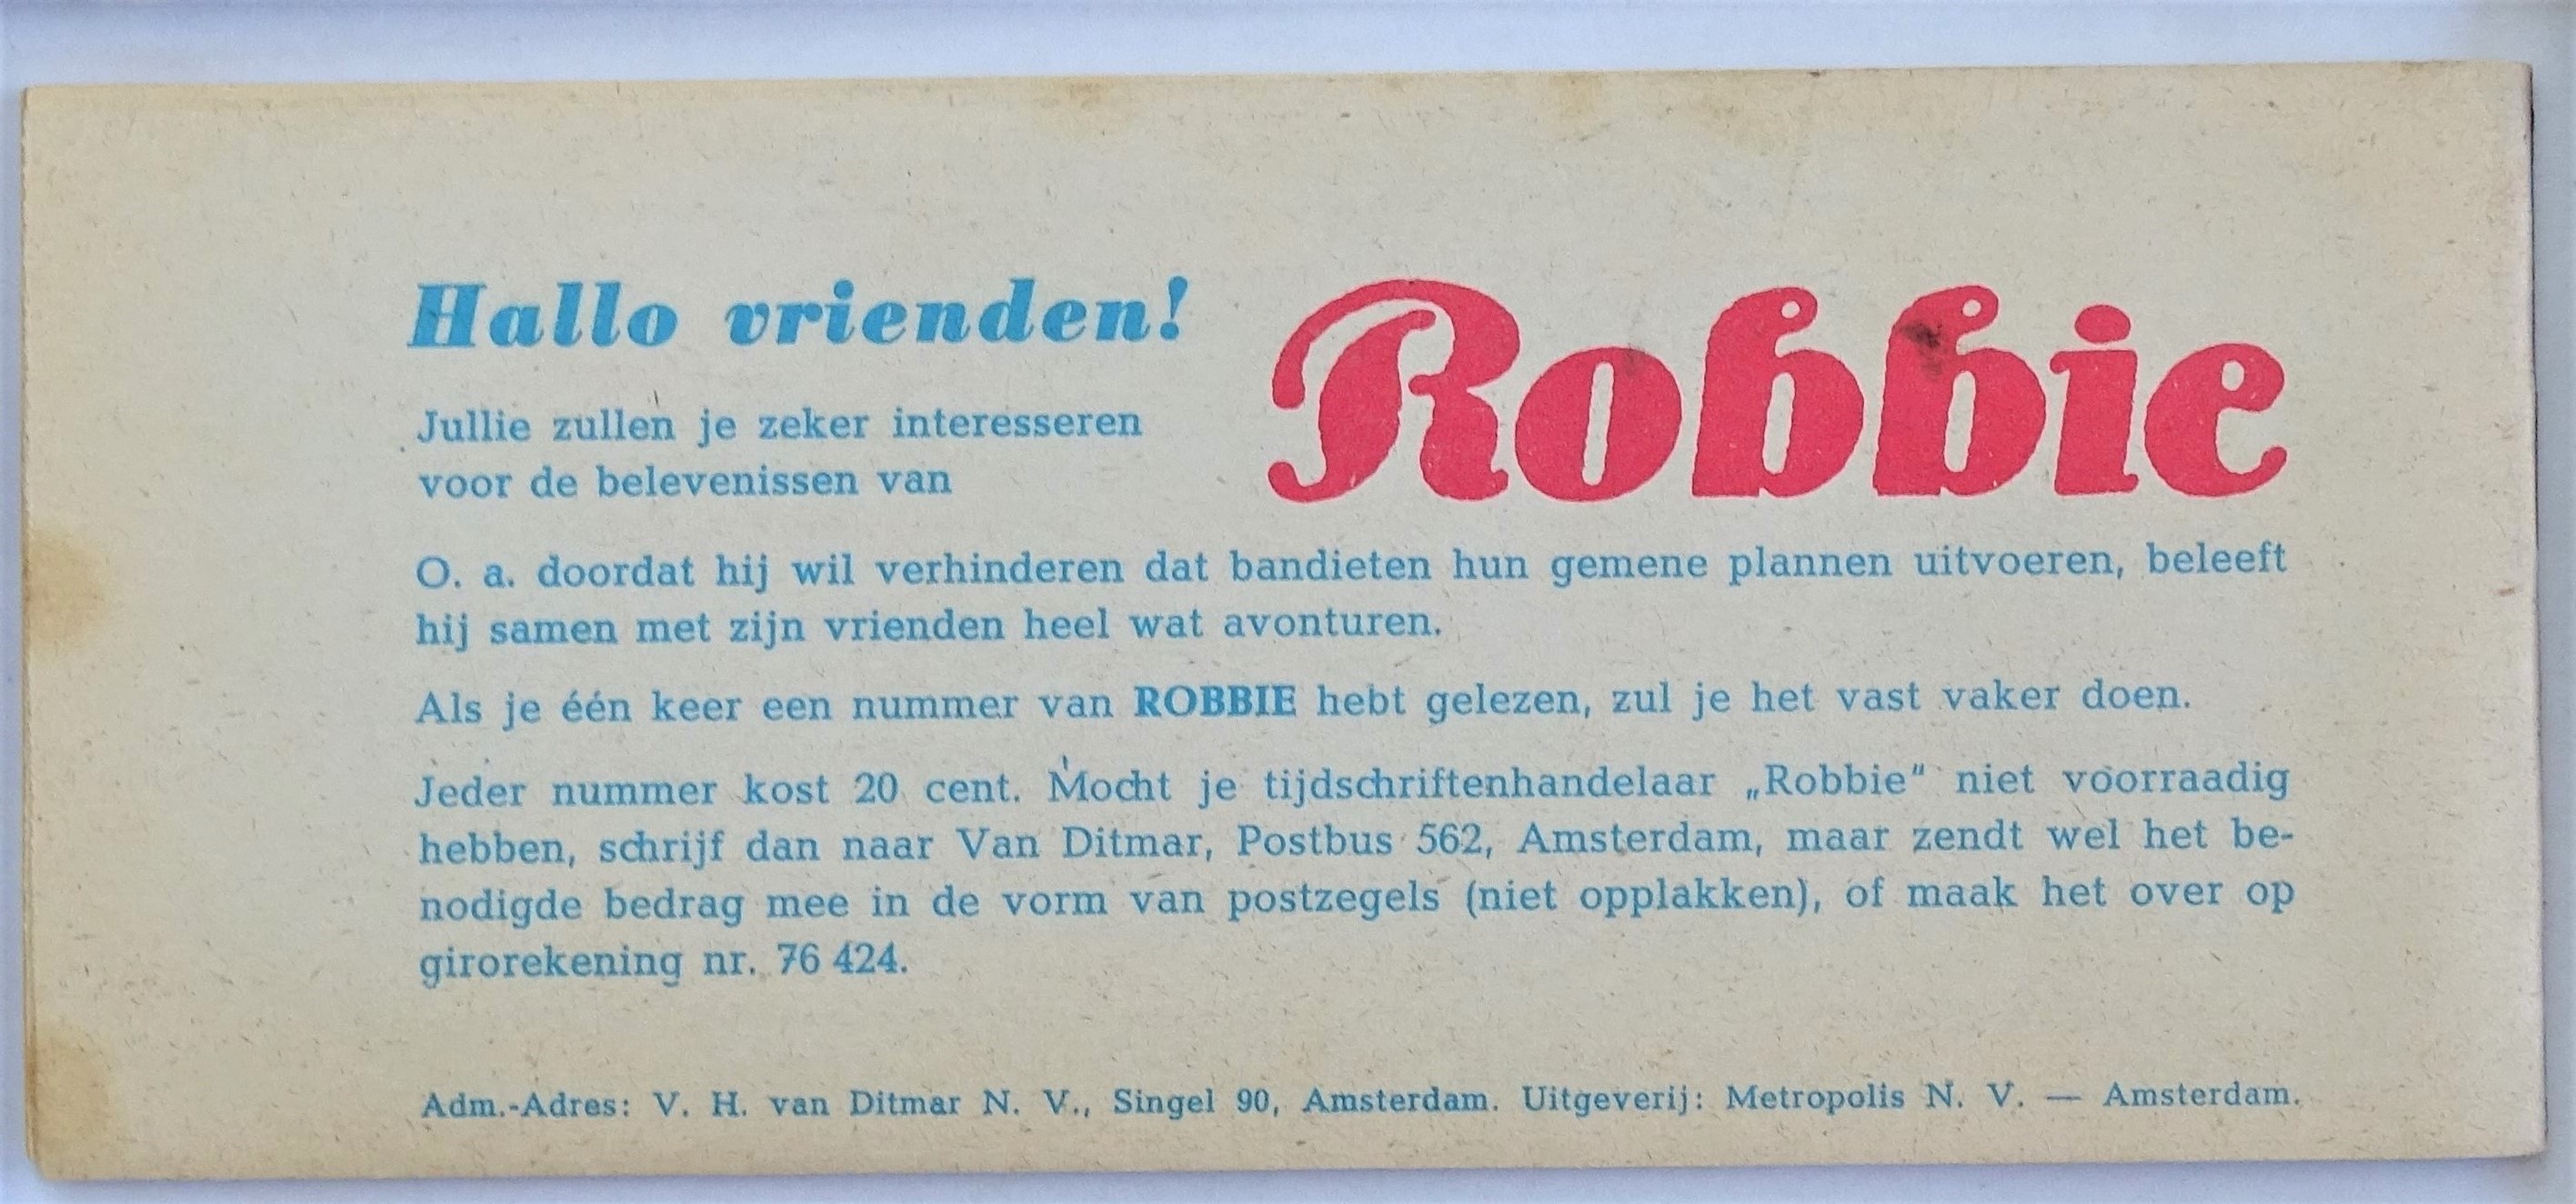 Hallo vrienden!
Jullie zullen je zeker interesseren
voor de belevenissen van
Robbie
O. a. doordat hij wil verhinderen dat bandieten hun gemene plannen uitvoeren, beleeft
hij samen met zijn vrienden heel wat avonturen.
Als je één keer een nummer van ROBBIE hebt gelezen, zul je het vast vaker doen.
Jeder nummer kost 20 cent. Mocht je tijdschriftenhandelaar „Robbie" niet voorraadig
hebben, schrijf dan naar Van Ditmar, Postbus 562, Amsterdam, maar zendt wel het be-
nodigde bedrag mee in de vorm van postzegels (niet opplakken), of maak het over op
girorekening nr. 76 424.
Adm.-Adres: V. H. van Ditmar N. V., Singel 90, Amsterdam. Uitgeverij: Metropolis N. V. — Amsterdam.